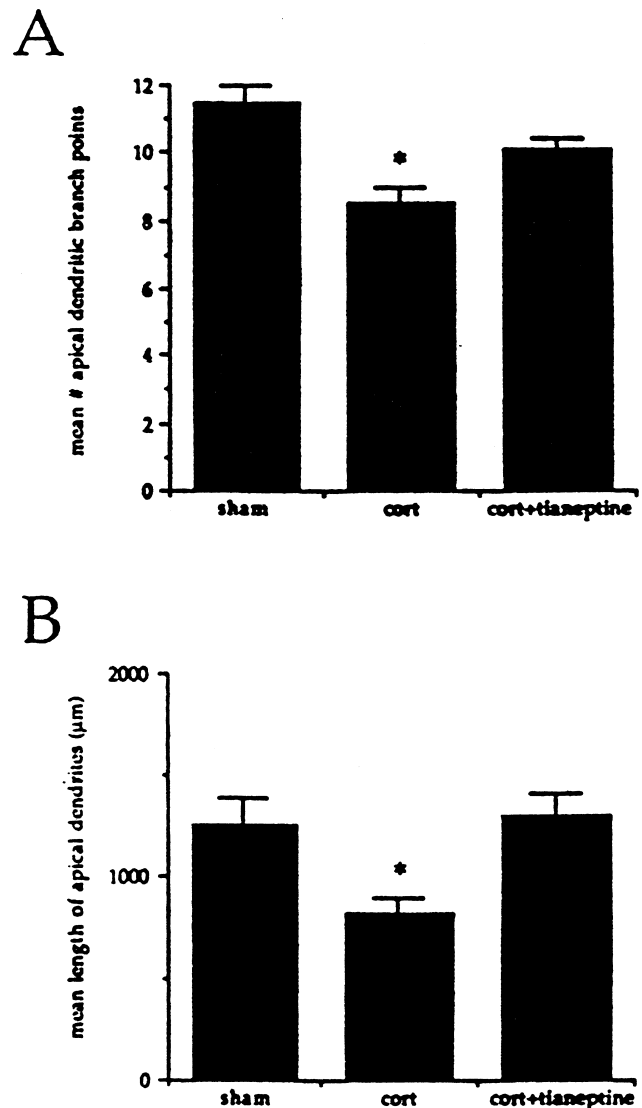 A
mean # apical dendritic branch points
12
10
8
6
4
2
0
*
sham cort cort+tianeptine
B
mean length of apical dendrites (µm)
2000
1000
0
*
sham cort cort+tianeptine